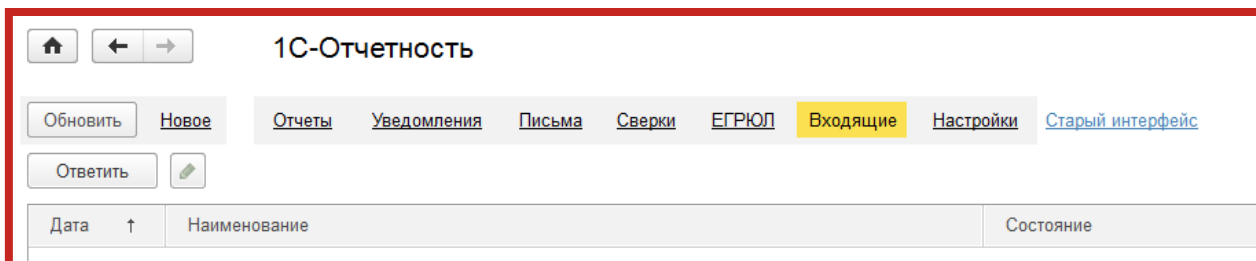 1С-Отчетность
Обновить Новое Отчеты Уведомления Письма Сверки ЕГРЮЛ Входящие Настройки Старый интерфейс
Ответить
Дата ↑ Наименование Состояние